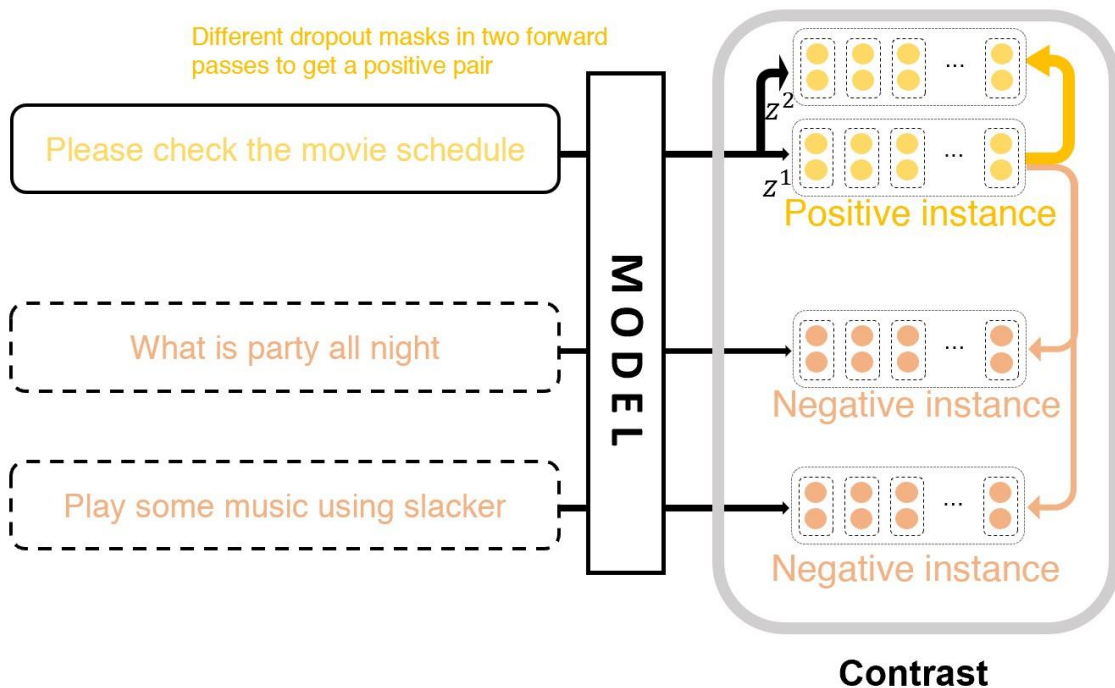 Different dropout masks in two forward
passes to get a positive pair
...
z²
Please check the movie schedule
...
z¹
Positive instance
MODEL
What is party all night
...
Negative instance
Play some music using slacker
...
Negative instance
Contrast